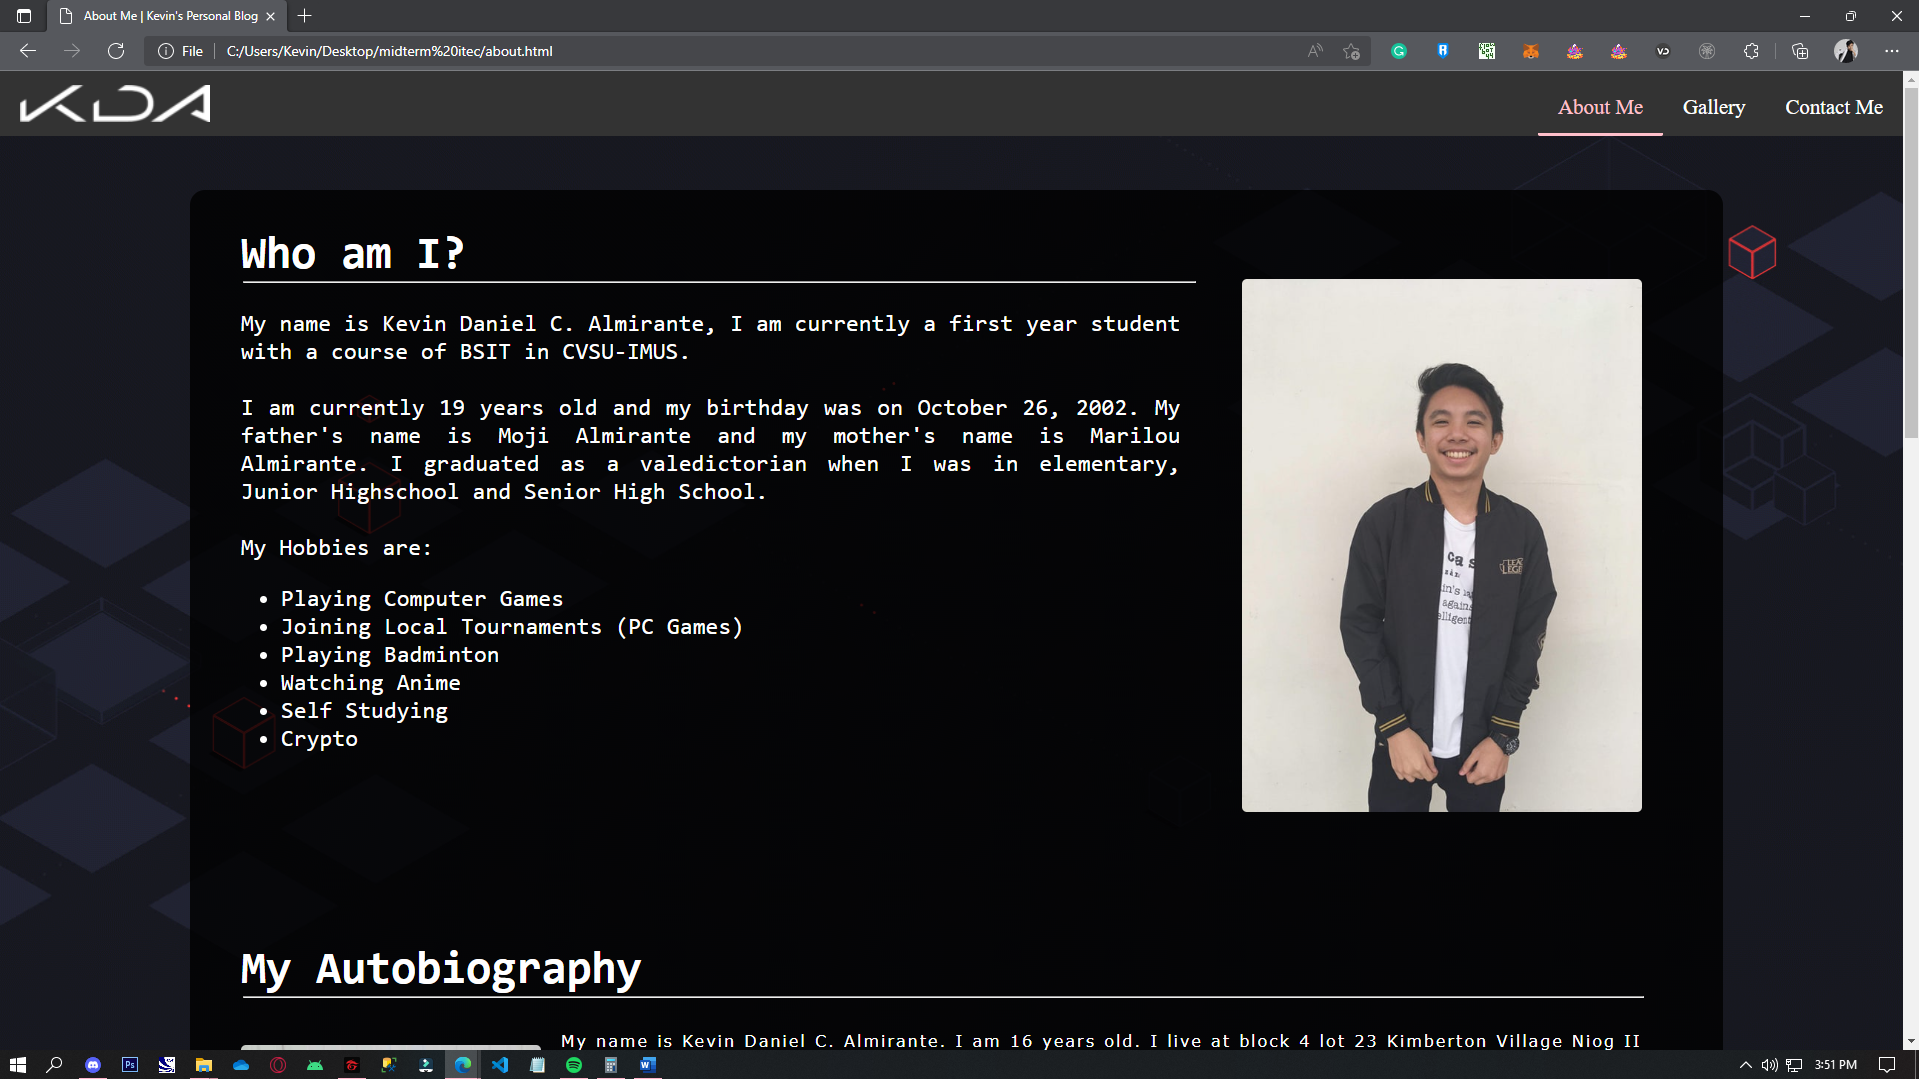 About Me | Kevin's Personal Blog
File
C:/Users/Kevin/Desktop/midterm%20itec/about.html
KDA
About Me
Gallery
Contact Me
Who am I?
My name is Kevin Daniel C. Almirante, I am currently a first year student
with a course of BSIT in CVSU-IMUS.
I am currently 19 years old and my birthday was on October 26, 2002. My
father's name is Moji Almirante and my mother's name is Marilou
Almirante. I graduated as a valedictorian when I was in elementary,
Junior Highschool and Senior High School.
My Hobbies are:
• Playing Computer Games
• Joining Local Tournaments (PC Games)
• Playing Badminton
• Watching Anime
• Self Studying
• Crypto
My Autobiography
My name is Kevin Daniel C. Almirante. I am 16 years old. I live at block 4 lot 23 Kimberton Village Niog II
3:51 PM